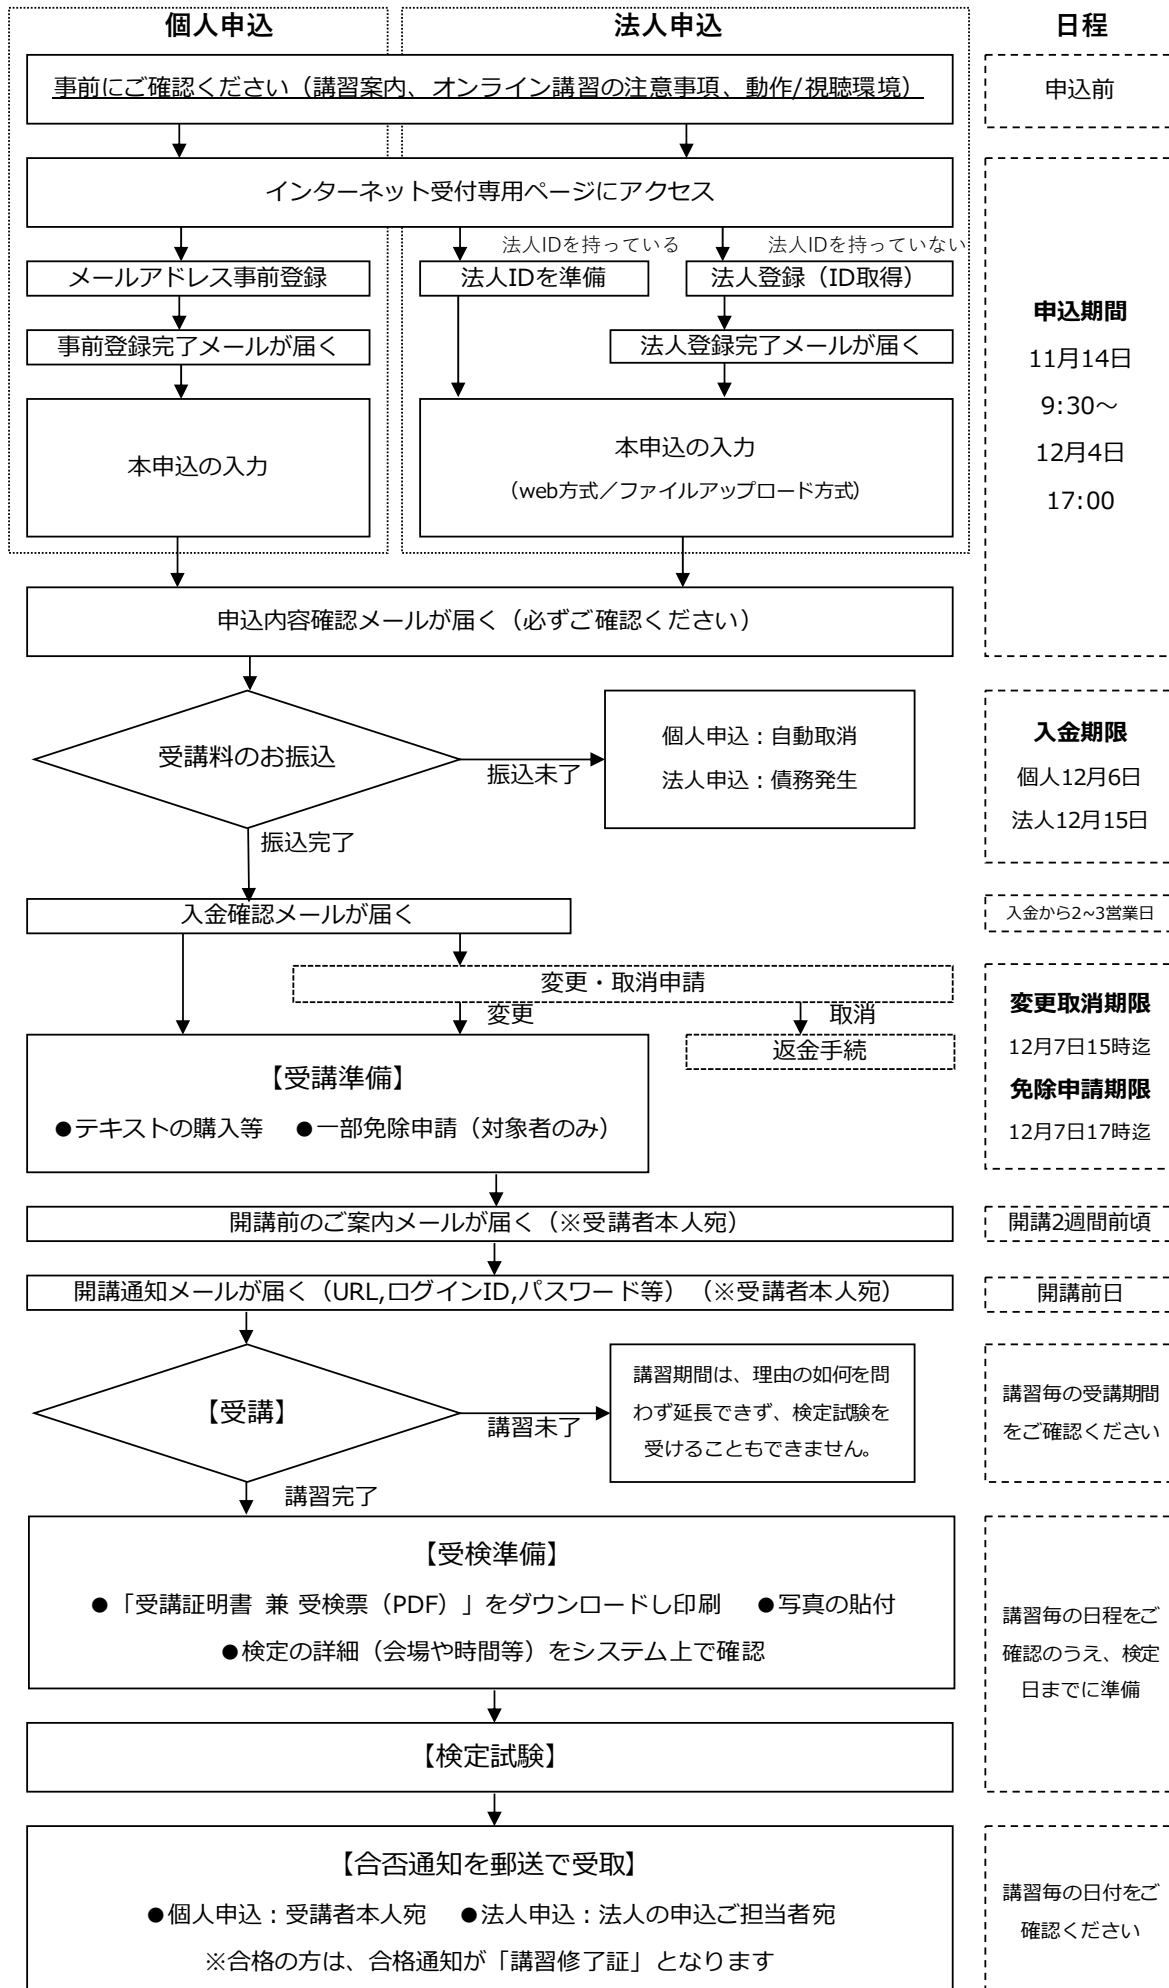 個人申込
法人申込
日程
事前にご確認ください（講習案内、オンライン講習の注意事項、動作/視聴環境）
申込前
インターネット受付専用ページにアクセス
法人IDを持っている
法人IDを持っていない
メールアドレス事前登録
法人IDを準備
法人登録（ID取得）
事前登録完了メールが届く
法人登録完了メールが届く
本申込の入力
本申込の入力
（web方式／ファイルアップロード方式）
申込期間
11月14日
9:30～
12月4日
17:00
申込内容確認メールが届く（必ずご確認ください）
受講料のお振込
振込未了
個人申込：自動取消
法人申込：債務発生
入金期限
個人12月6日
法人12月15日
振込完了
入金確認メールが届く
入金から2~3営業日
変更・取消申請
変更
取消
返金手続
【受講準備】
●テキストの購入等　●一部免除申請（対象者のみ）
変更取消期限
12月7日15時迄
免除申請期限
12月7日17時迄
開講前のご案内メールが届く（※受講者本人宛）
開講2週間前頃
開講通知メールが届く（URL,ログインID,パスワード等）（※受講者本人宛）
開講前日
【受講】
講習未了
講習期間は、理由の如何を問
わず延長できず、検定試験を
受けることもできません。
講習毎の受講期間
をご確認ください
講習完了
【受検準備】
●「受講証明書 兼 受検票（PDF）」をダウンロードし印刷　●写真の貼付
●検定の詳細（会場や時間等）をシステム上で確認
講習毎の日程をご
確認のうえ、検定
日までに準備
【検定試験】
【合否通知を郵送で受取】
●個人申込：受講者本人宛　●法人申込：法人の申込ご担当者宛
※合格の方は、合格通知が「講習修了証」となります
講習毎の日付をご
確認ください